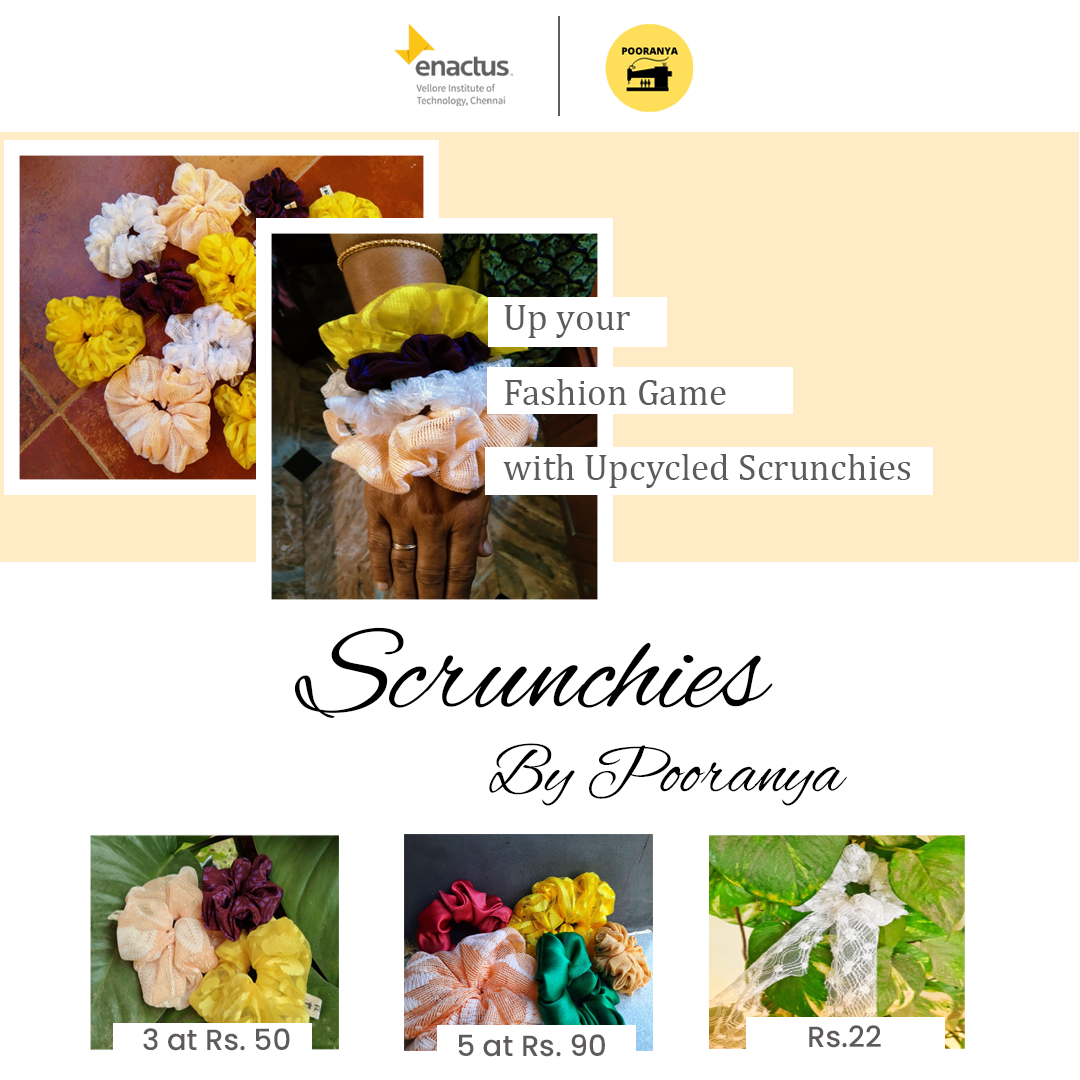 enactus.
Vellore Institute of
Technology, Chennai
POORANYA
Up your
Fashion Game
with Upcycled Scrunchies
Scrunchies
By Pooranya
3 at Rs. 50
5 at Rs. 90
Rs.22